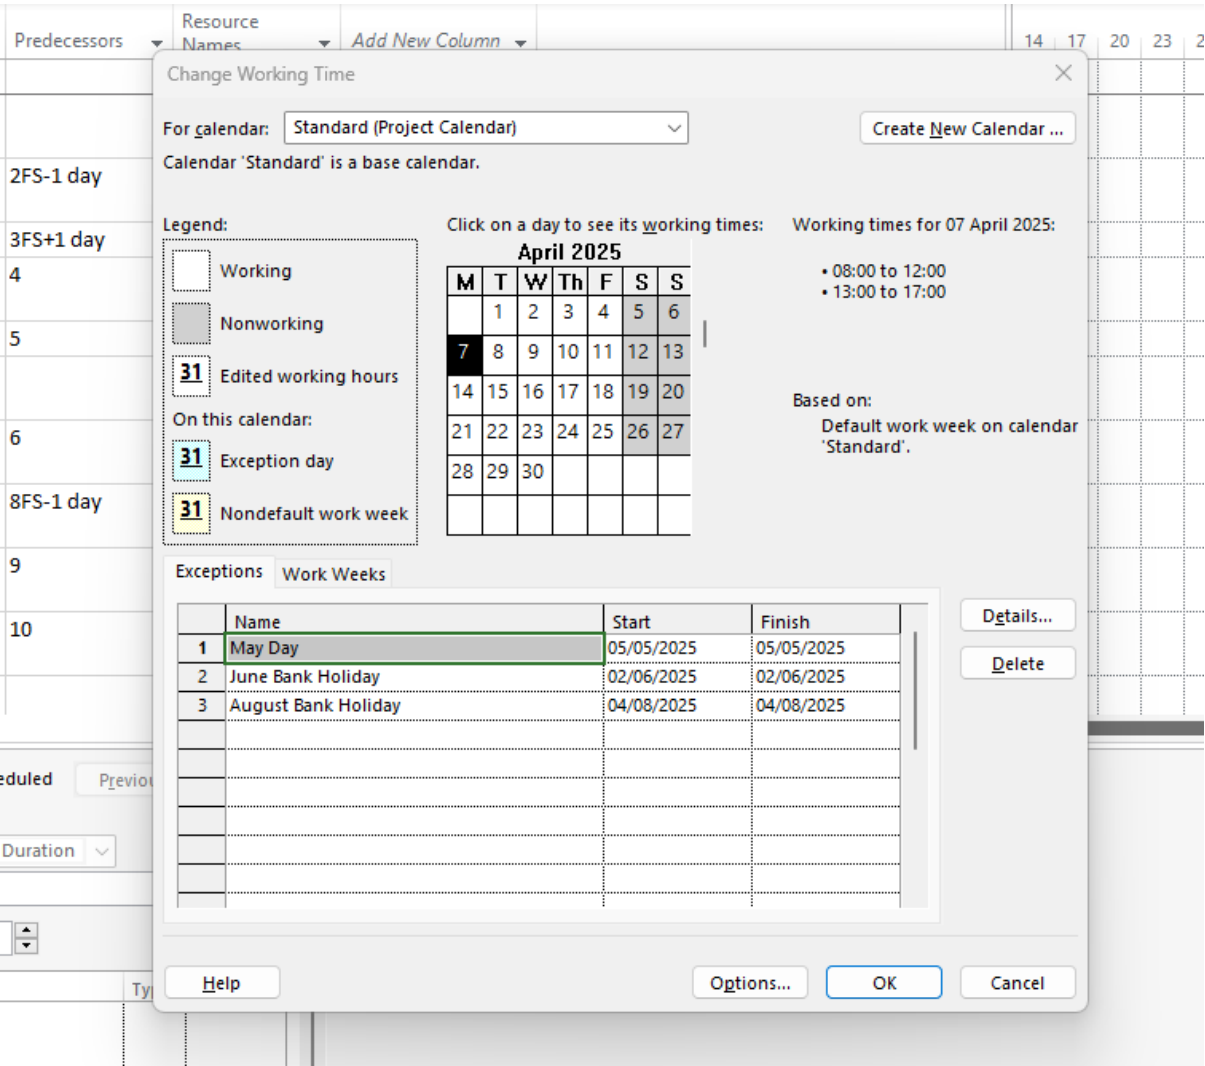 Resource
Predecessors
Names
Add New Column
14 17 20 23 2
2FS-1 day
3FS+1 day
4
5
6
8FS-1 day
9
10
Change Working Time
For calendar: Standard (Project Calendar)
Create New Calendar ...
Calendar 'Standard' is a base calendar.
Legend:
Working
Nonworking
31 Edited working hours
On this calendar:
31 Exception day
31 Nondefault work week
Click on a day to see its working times:
April 2025
M T W Th F S S
1 2 3 4 5 6
7 8 9 10 11 12 13
14 15 16 17 18 19 20
21 22 23 24 25 26 27
28 29 30
Working times for 07 April 2025:
• 08:00 to 12:00
• 13:00 to 17:00
Based on:
Default work week on calendar
'Standard'.
Exceptions Work Weeks
Name Start Finish
1 May Day 05/05/2025 05/05/2025
2 June Bank Holiday 02/06/2025 02/06/2025
3 August Bank Holiday 04/08/2025 04/08/2025
Details...
Delete
Help Options... OK Cancel
eduled Previou
Duration
Ty